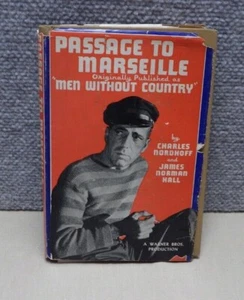 PASSAGE TO
MARSEILLE
Originally Published as
"MEN WITHOUT COUNTRY"
by
CHARLES
NORDHOFF
and
JAMES
NORMAN
HALL
A WARNER BROS.
PRODUCTION